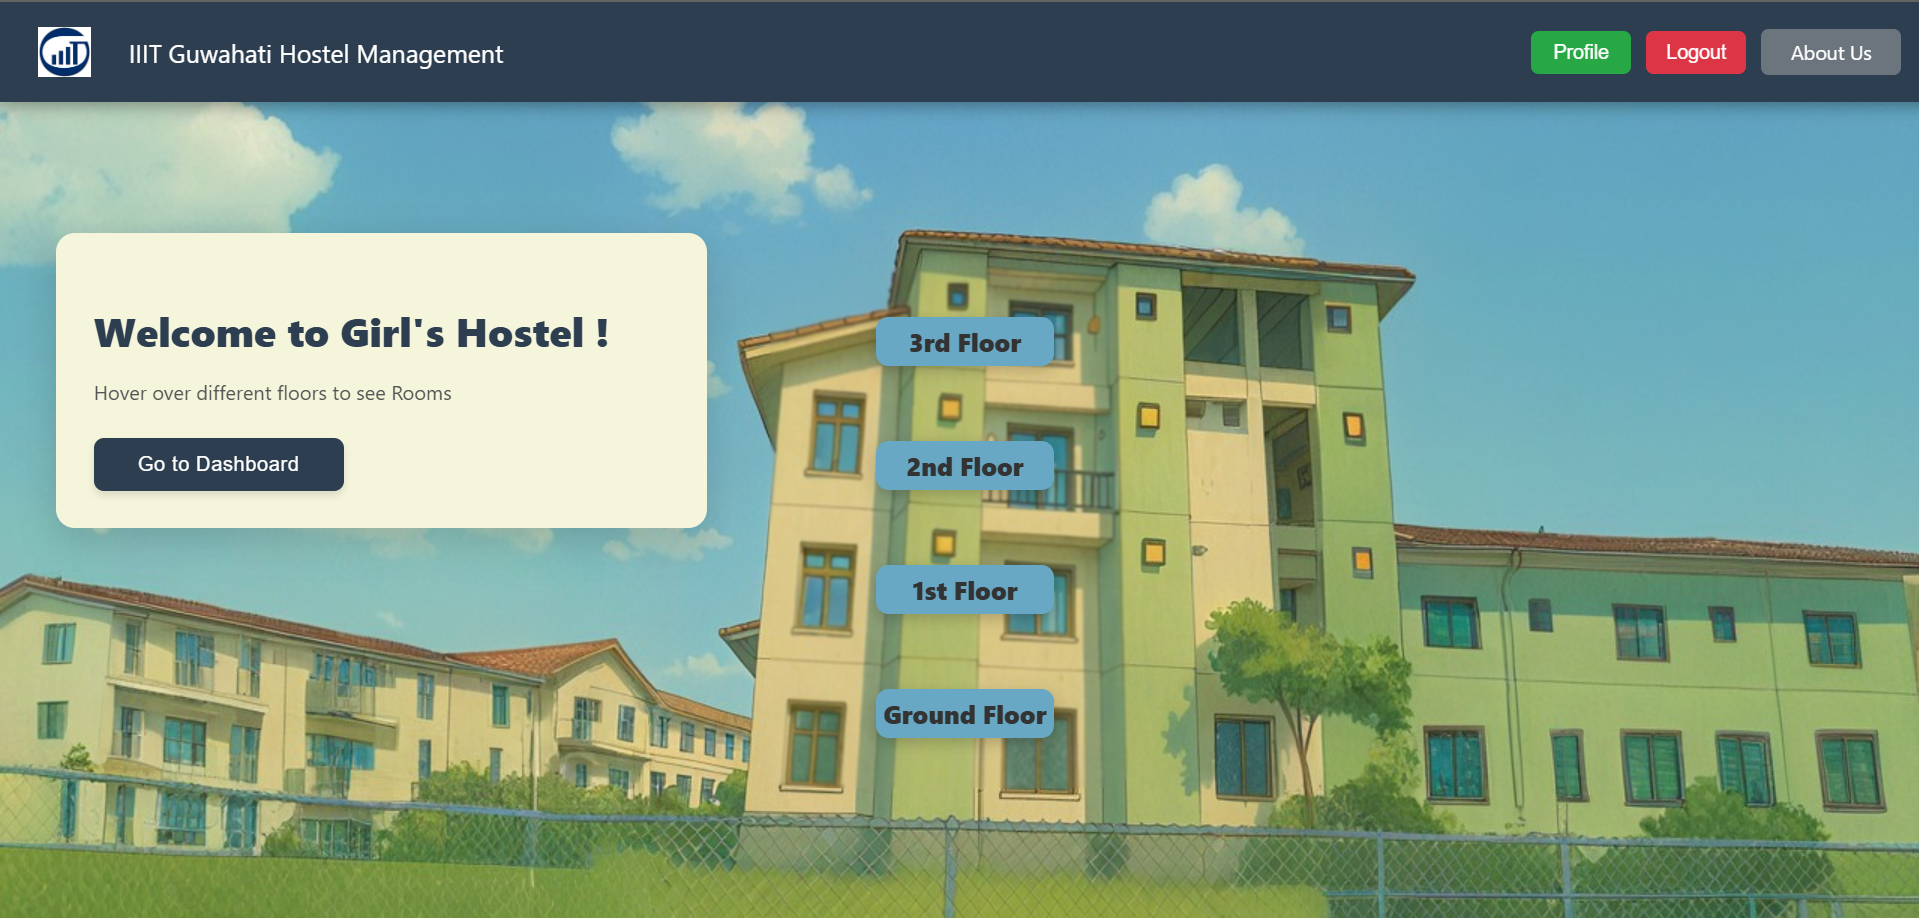 IIIT Guwahati Hostel Management
Profile
Logout
About Us
Welcome to Girl's Hostel !
Hover over different floors to see Rooms
Go to Dashboard
3rd Floor
2nd Floor
1st Floor
Ground Floor